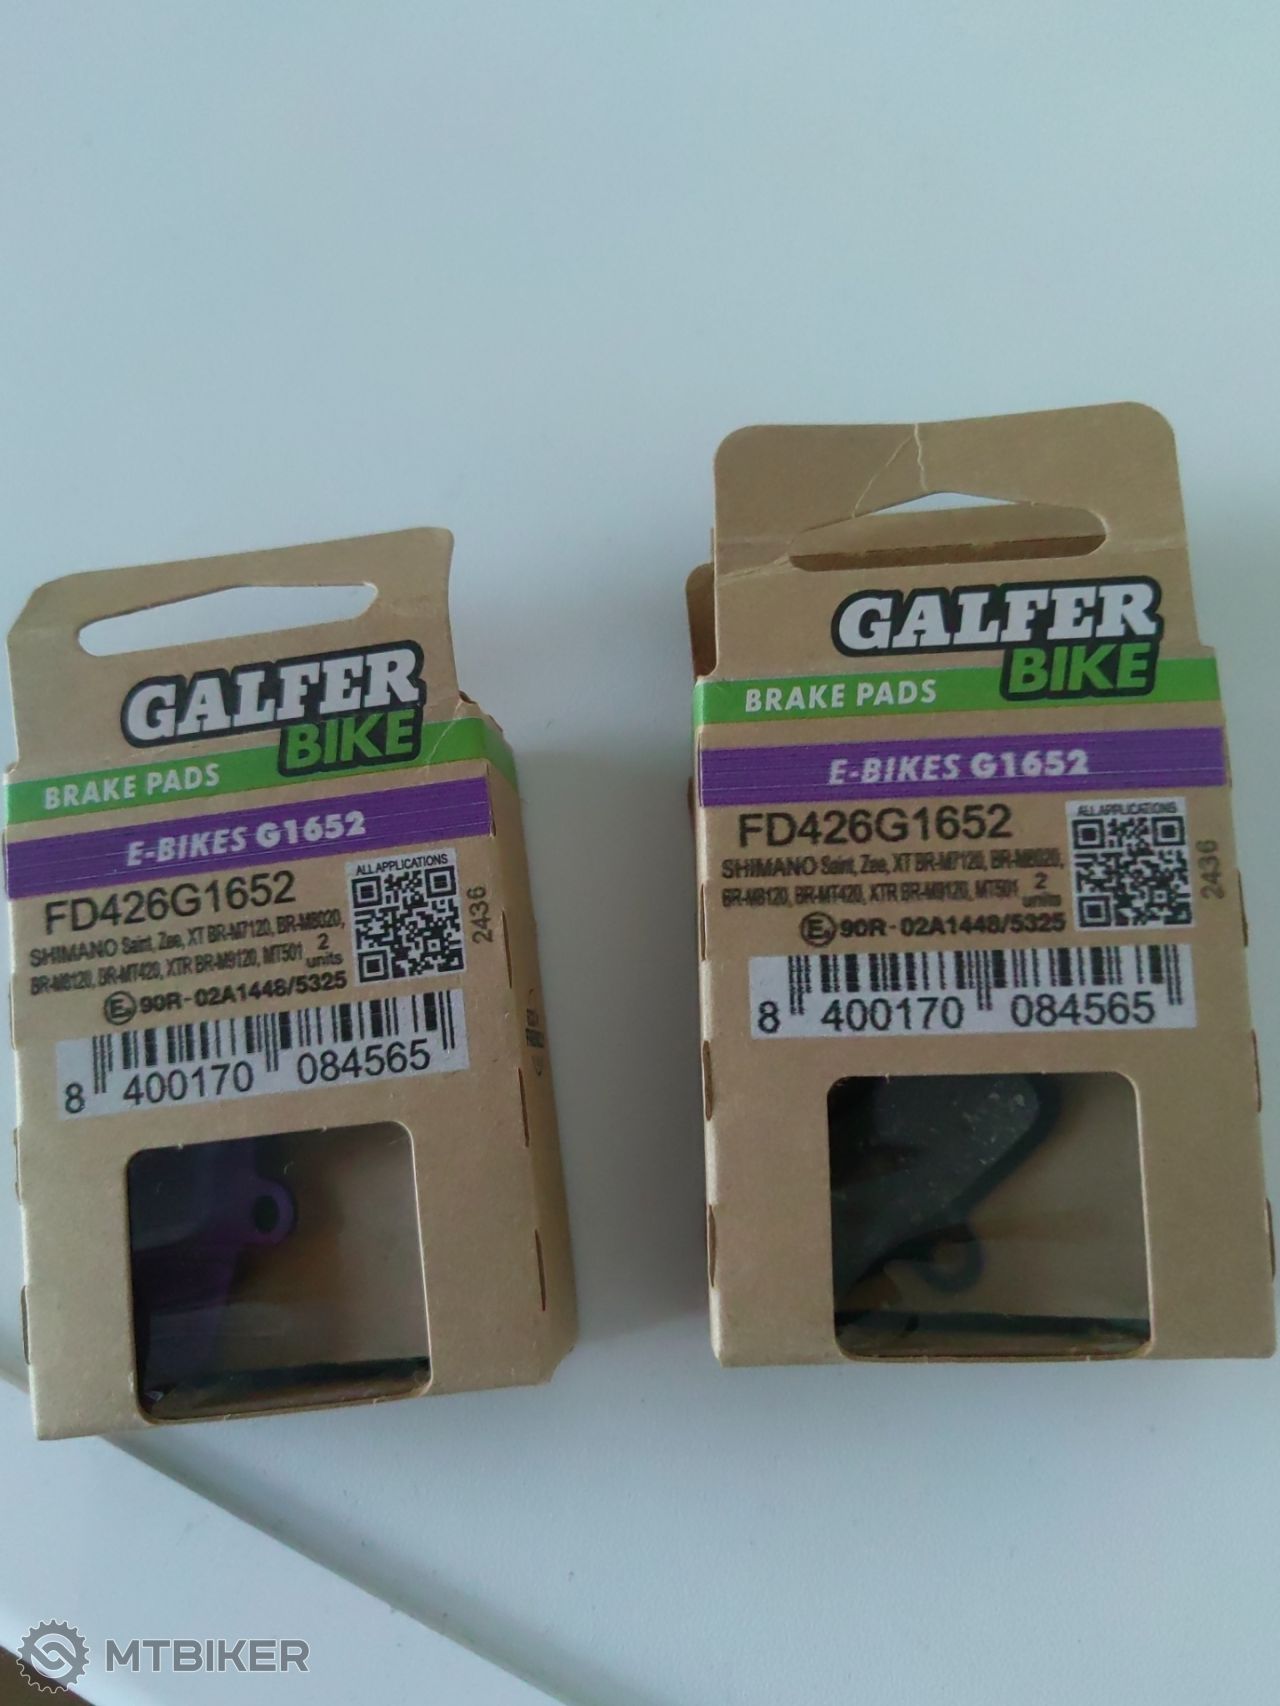 GALFER
BIKE
BRAKE PADS
E-BIKES G1652
FD426G1652
ALL APPLICATIONS
SHIMANO Saint, Zee, XT BR-M7120, BR-M8020,
BR-M8120, BR-MT420, XTR BR-M9120, MT501
2
units
2436
E 90R-02A1448/5325
8 400170 084565
GALFER
BIKE
BRAKE PADS
E-BIKES G1652
FD426G1652
ALL APPLICATIONS
SHIMANO Saint, Zee, XT BR-M7120, BR-M8020,
BR-M8120, BR-MT420, XTR BR-M9120, MT501
2
units
2436
E 90R-02A1448/5325
8 400170 084565
MTBIKER